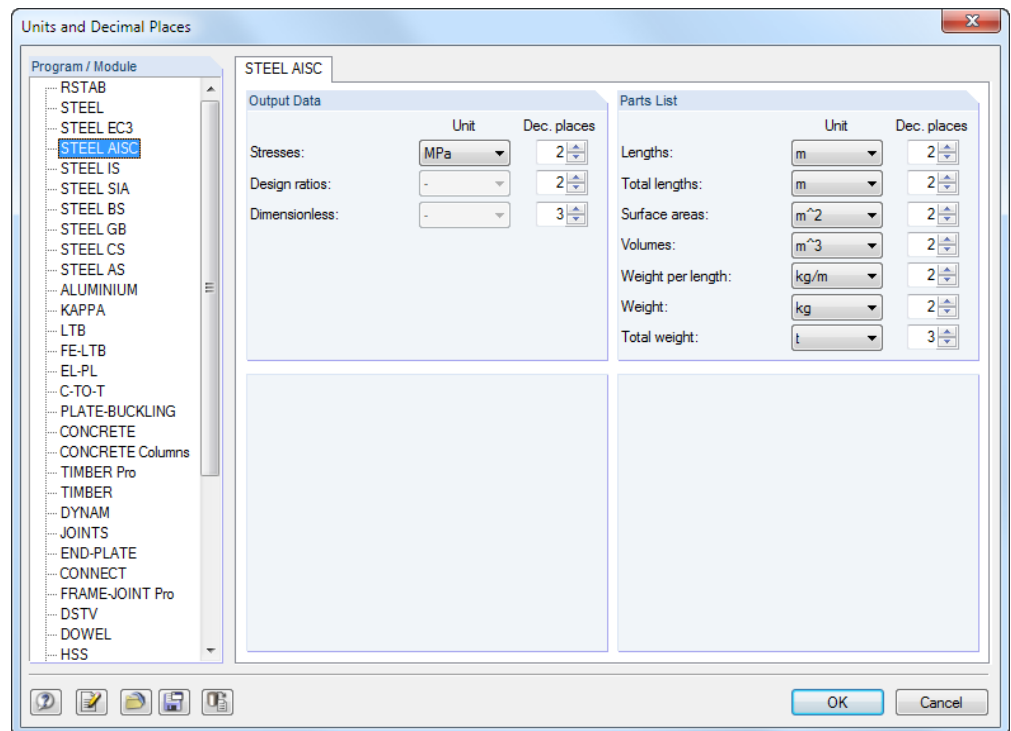 Units and Decimal Places
Program / Module
RSTAB
STEEL
STEEL EC3
STEEL AISC
STEEL IS
STEEL SIA
STEEL BS
STEEL GB
STEEL CS
STEEL AS
ALUMINIUM
KAPPA
LTB
FE-LTB
EL-PL
C-TO-T
PLATE-BUCKLING
CONCRETE
CONCRETE Columns
TIMBER Pro
TIMBER
DYNAM
JOINTS
END-PLATE
CONNECT
FRAME-JOINT Pro
DSTV
DOWEL
HSS
STEEL AISC
Output Data
Unit Dec. places
Stresses: MPa 2
Design ratios: - 2
Dimensionless: - 3
Parts List
Unit Dec. places
Lengths: m 2
Total lengths: m 2
Surface areas: m^2 2
Volumes: m^3 2
Weight per length: kg/m 2
Weight: kg 2
Total weight: t 3
OK Cancel